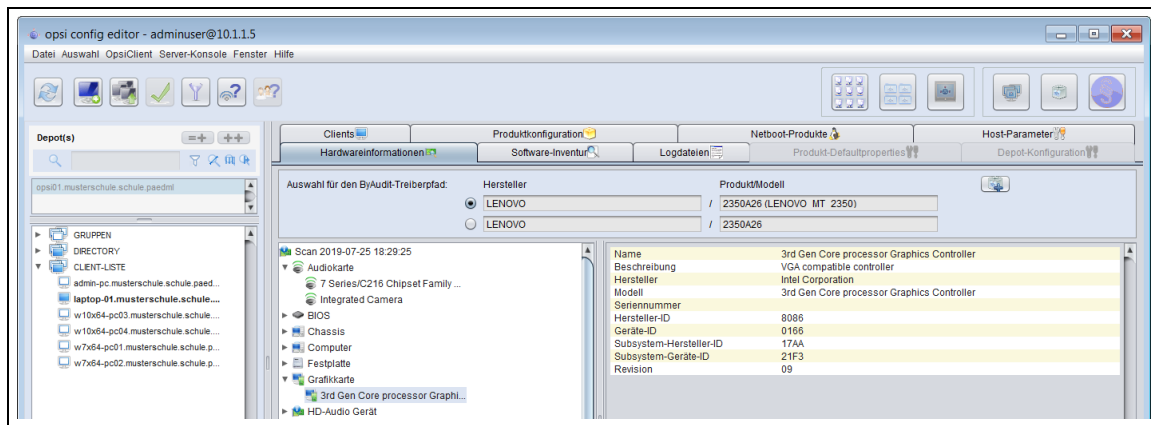 opsi config editor - adminuser@10.1.1.5
Datei Auswahl OpsiClient Server-Konsole Fenster Hilfe
Depot(s)
opsi01.musterschule.schule.paedml
GRUPPEN
DIRECTORY
CLIENT-LISTE
admin-pc.musterschule.schule.paed...
laptop-01.musterschule.schule....
w10x64-pc03.musterschule.schule....
w10x64-pc04.musterschule.schule....
w7x64-pc01.musterschule.schule.p...
w7x64-pc02.musterschule.schule.p...
Clients Produktkonfiguration Netboot-Produkte Host-Parameter
Hardwareinformationen Software-Inventur Logdateien Produkt-Defaultproperties Depot-Konfiguration
Auswahl für den ByAudit-Treiberpfad: Hersteller Produkt/Modell
LENOVO / 2350A26 (LENOVO_MT_2350)
LENOVO / 2350A26
Scan 2019-07-25 18:29:25
Audiokarte
7 Series/C216 Chipset Family ...
Integrated Camera
BIOS
Chassis
Computer
Festplatte
Grafikkarte
3rd Gen Core processor Graphi...
HD-Audio Gerät
Name 3rd Gen Core processor Graphics Controller
Beschreibung VGA compatible controller
Hersteller Intel Corporation
Modell 3rd Gen Core processor Graphics Controller
Seriennummer
Hersteller-ID 8086
Geräte-ID 0166
Subsystem-Hersteller-ID 17AA
Subsystem-Geräte-ID 21F3
Revision 09